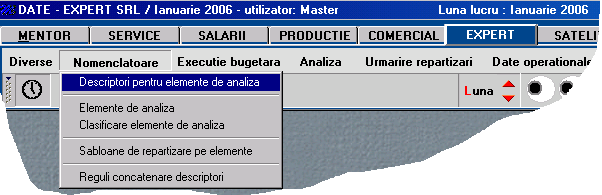 DATE - EXPERT SRL / Ianuarie 2006 - utilizator: Master Luna lucru : Ianuarie 2006
MENTOR SERVICE SALARII PRODUCTIE COMERCIAL EXPERT SATELI
Diverse Nomenclatoare Executie bugetara Analiza Urmarire repartizari Date operationale
Descriptori pentru elemente de analiza
Luna
Elemente de analiza
Clasificare elemente de analiza
Sabloane de repartizare pe elemente
Reguli concatenare descriptori